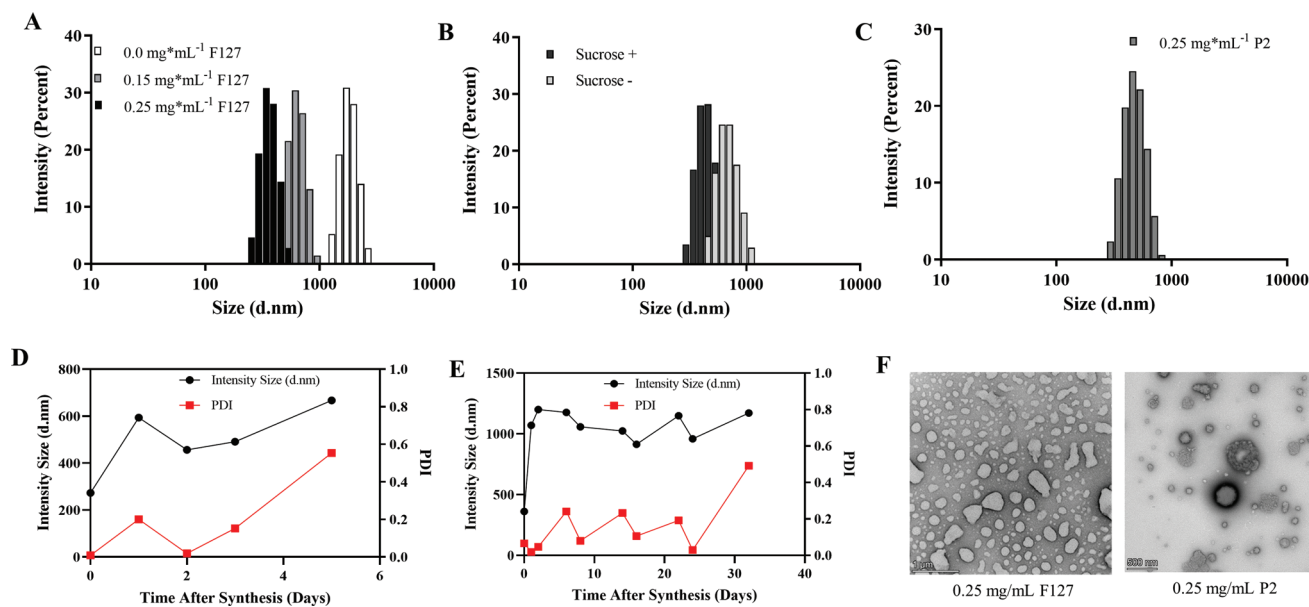 A
40
30
20
10
0
Intensity (Percent)
0.0 mg*mL⁻¹ F127
0.15 mg*mL⁻¹ F127
0.25 mg*mL⁻¹ F127
10
100
1000
10000
Size (d.nm)
B
40
30
20
10
0
Intensity (Percent)
Sucrose +
Sucrose -
10
100
1000
10000
Size (d.nm)
C
30
20
10
0
Intensity (Percent)
0.25 mg*mL⁻¹ P2
10
100
1000
10000
Size (d.nm)
D
800
600
400
200
0
Intensity Size (d.nm)
Intensity Size (d.nm)
PDI
1.0
0.8
0.6
0.4
0.2
0.0
PDI
0
2
4
6
Time After Synthesis (Days)
E
1500
1000
500
0
Intensity Size (d.nm)
Intensity Size (d.nm)
PDI
1.0
0.8
0.6
0.4
0.2
0.0
PDI
0
10
20
30
40
Time After Synthesis (Days)
F
1 µm
0.25 mg/mL F127
500 nm
0.25 mg/mL P2